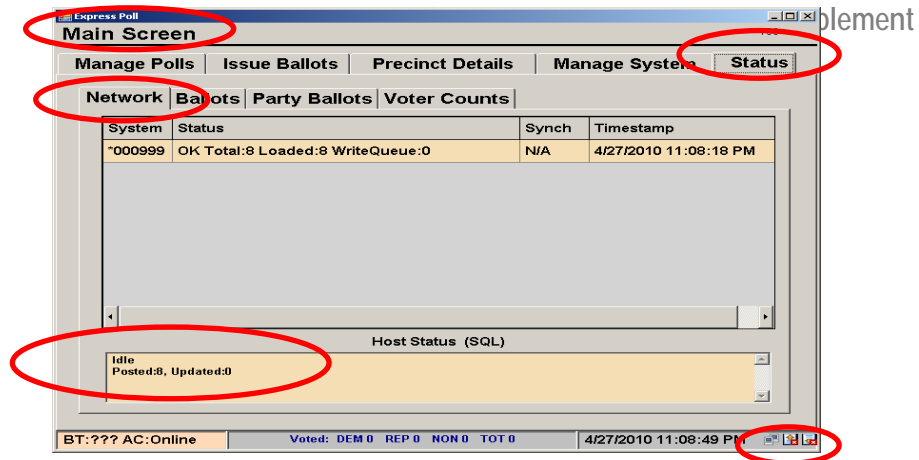 Express Poll
plement
Main Screen
Manage Polls Issue Ballots Precinct Details Manage System Status
Network Ballots Party Ballots Voter Counts
System Status Synch Timestamp
*000999 OK Total:8 Loaded:8 WriteQueue:0 N/A 4/27/2010 11:08:18 PM
Host Status (SQL)
Idle
Posted:8, Updated:0
BT:??? AC:Online Voted: DEM 0 REP 0 NON 0 TOT 0 4/27/2010 11:08:49 PM